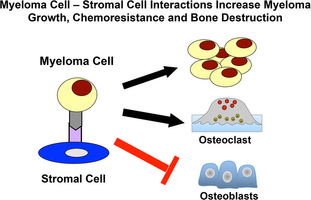 Myeloma Cell – Stromal Cell Interactions Increase Myeloma
Growth, Chemoresistance and Bone Destruction
Myeloma Cell
Osteoclast
Stromal Cell
Osteoblasts